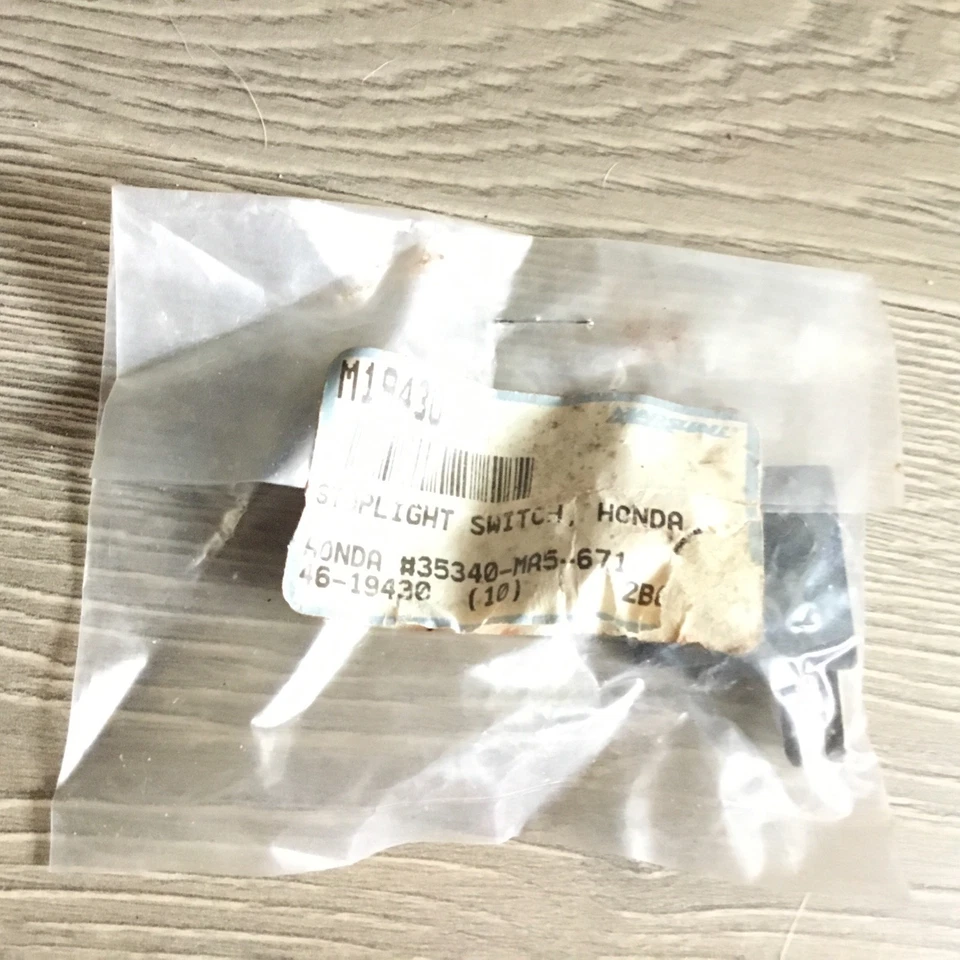 M19430
STOPLIGHT SWITCH, HONDA
HONDA #35340-MA5-671
46-19430 (10)